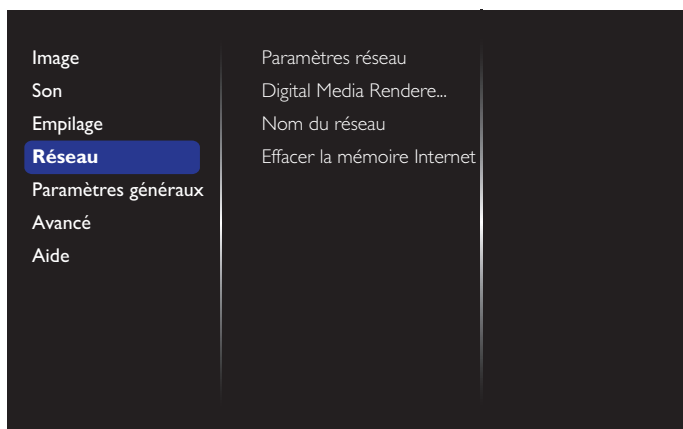 Image
Son
Empilage
Réseau
Paramètres généraux
Avancé
Aide
Paramètres réseau
Digital Media Rendere...
Nom du réseau
Effacer la mémoire Internet